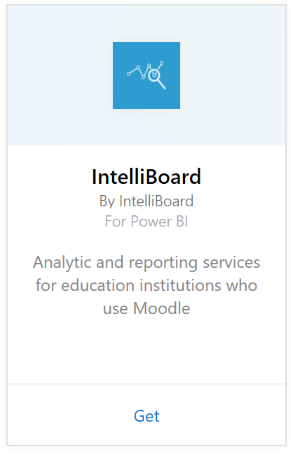 IntelliBoard
By IntelliBoard
For Power BI
Analytic and reporting services
for education institutions who
use Moodle
Get